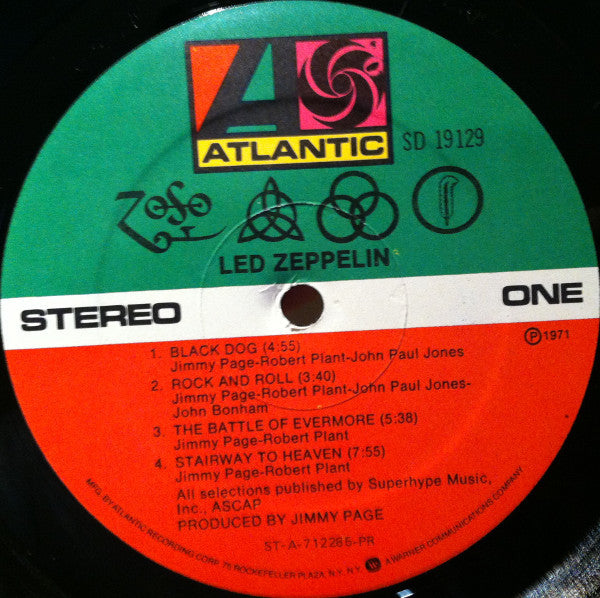 ATLANTIC
SD 19129
LED ZEPPELIN
STEREO
ONE
℗ 1971
1. BLACK DOG (4:55)
Jimmy Page-Robert Plant-John Paul Jones
2. ROCK AND ROLL (3:40)
Jimmy Page-Robert Plant-John Paul Jones-
John Bonham
3. THE BATTLE OF EVERMORE (5:38)
Jimmy Page-Robert Plant
4. STAIRWAY TO HEAVEN (7:55)
Jimmy Page-Robert Plant
All selections published by Superhype Music,
Inc., ASCAP
PRODUCED BY JIMMY PAGE
ST-A-712285-PR
MFG. BY ATLANTIC RECORDING CORP. 75 ROCKEFELLER PLAZA, N.Y. N.Y. A WARNER COMMUNICATIONS COMPANY